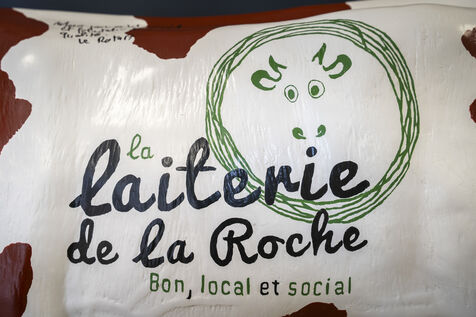 la
laiterie
de la Roche
Bon, local et social